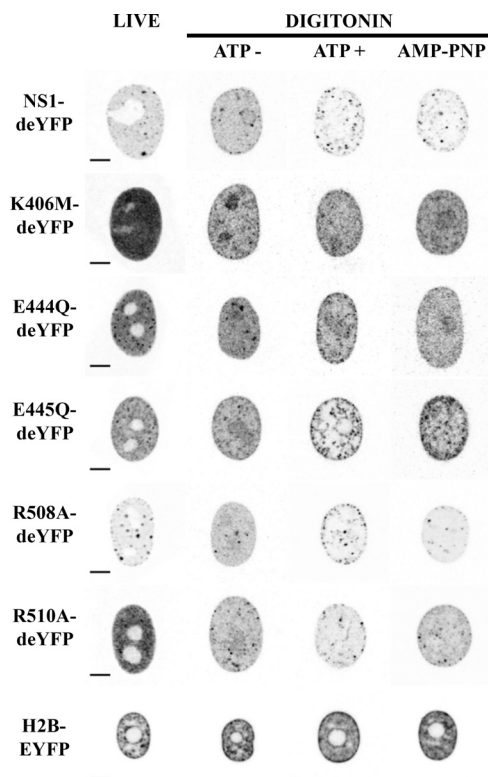 LIVE DIGITONIN
ATP - ATP + AMP-PNP
NS1-
deYFP
K406M-
deYFP
E444Q-
deYFP
E445Q-
deYFP
R508A-
deYFP
R510A-
deYFP
H2B-
EYFP